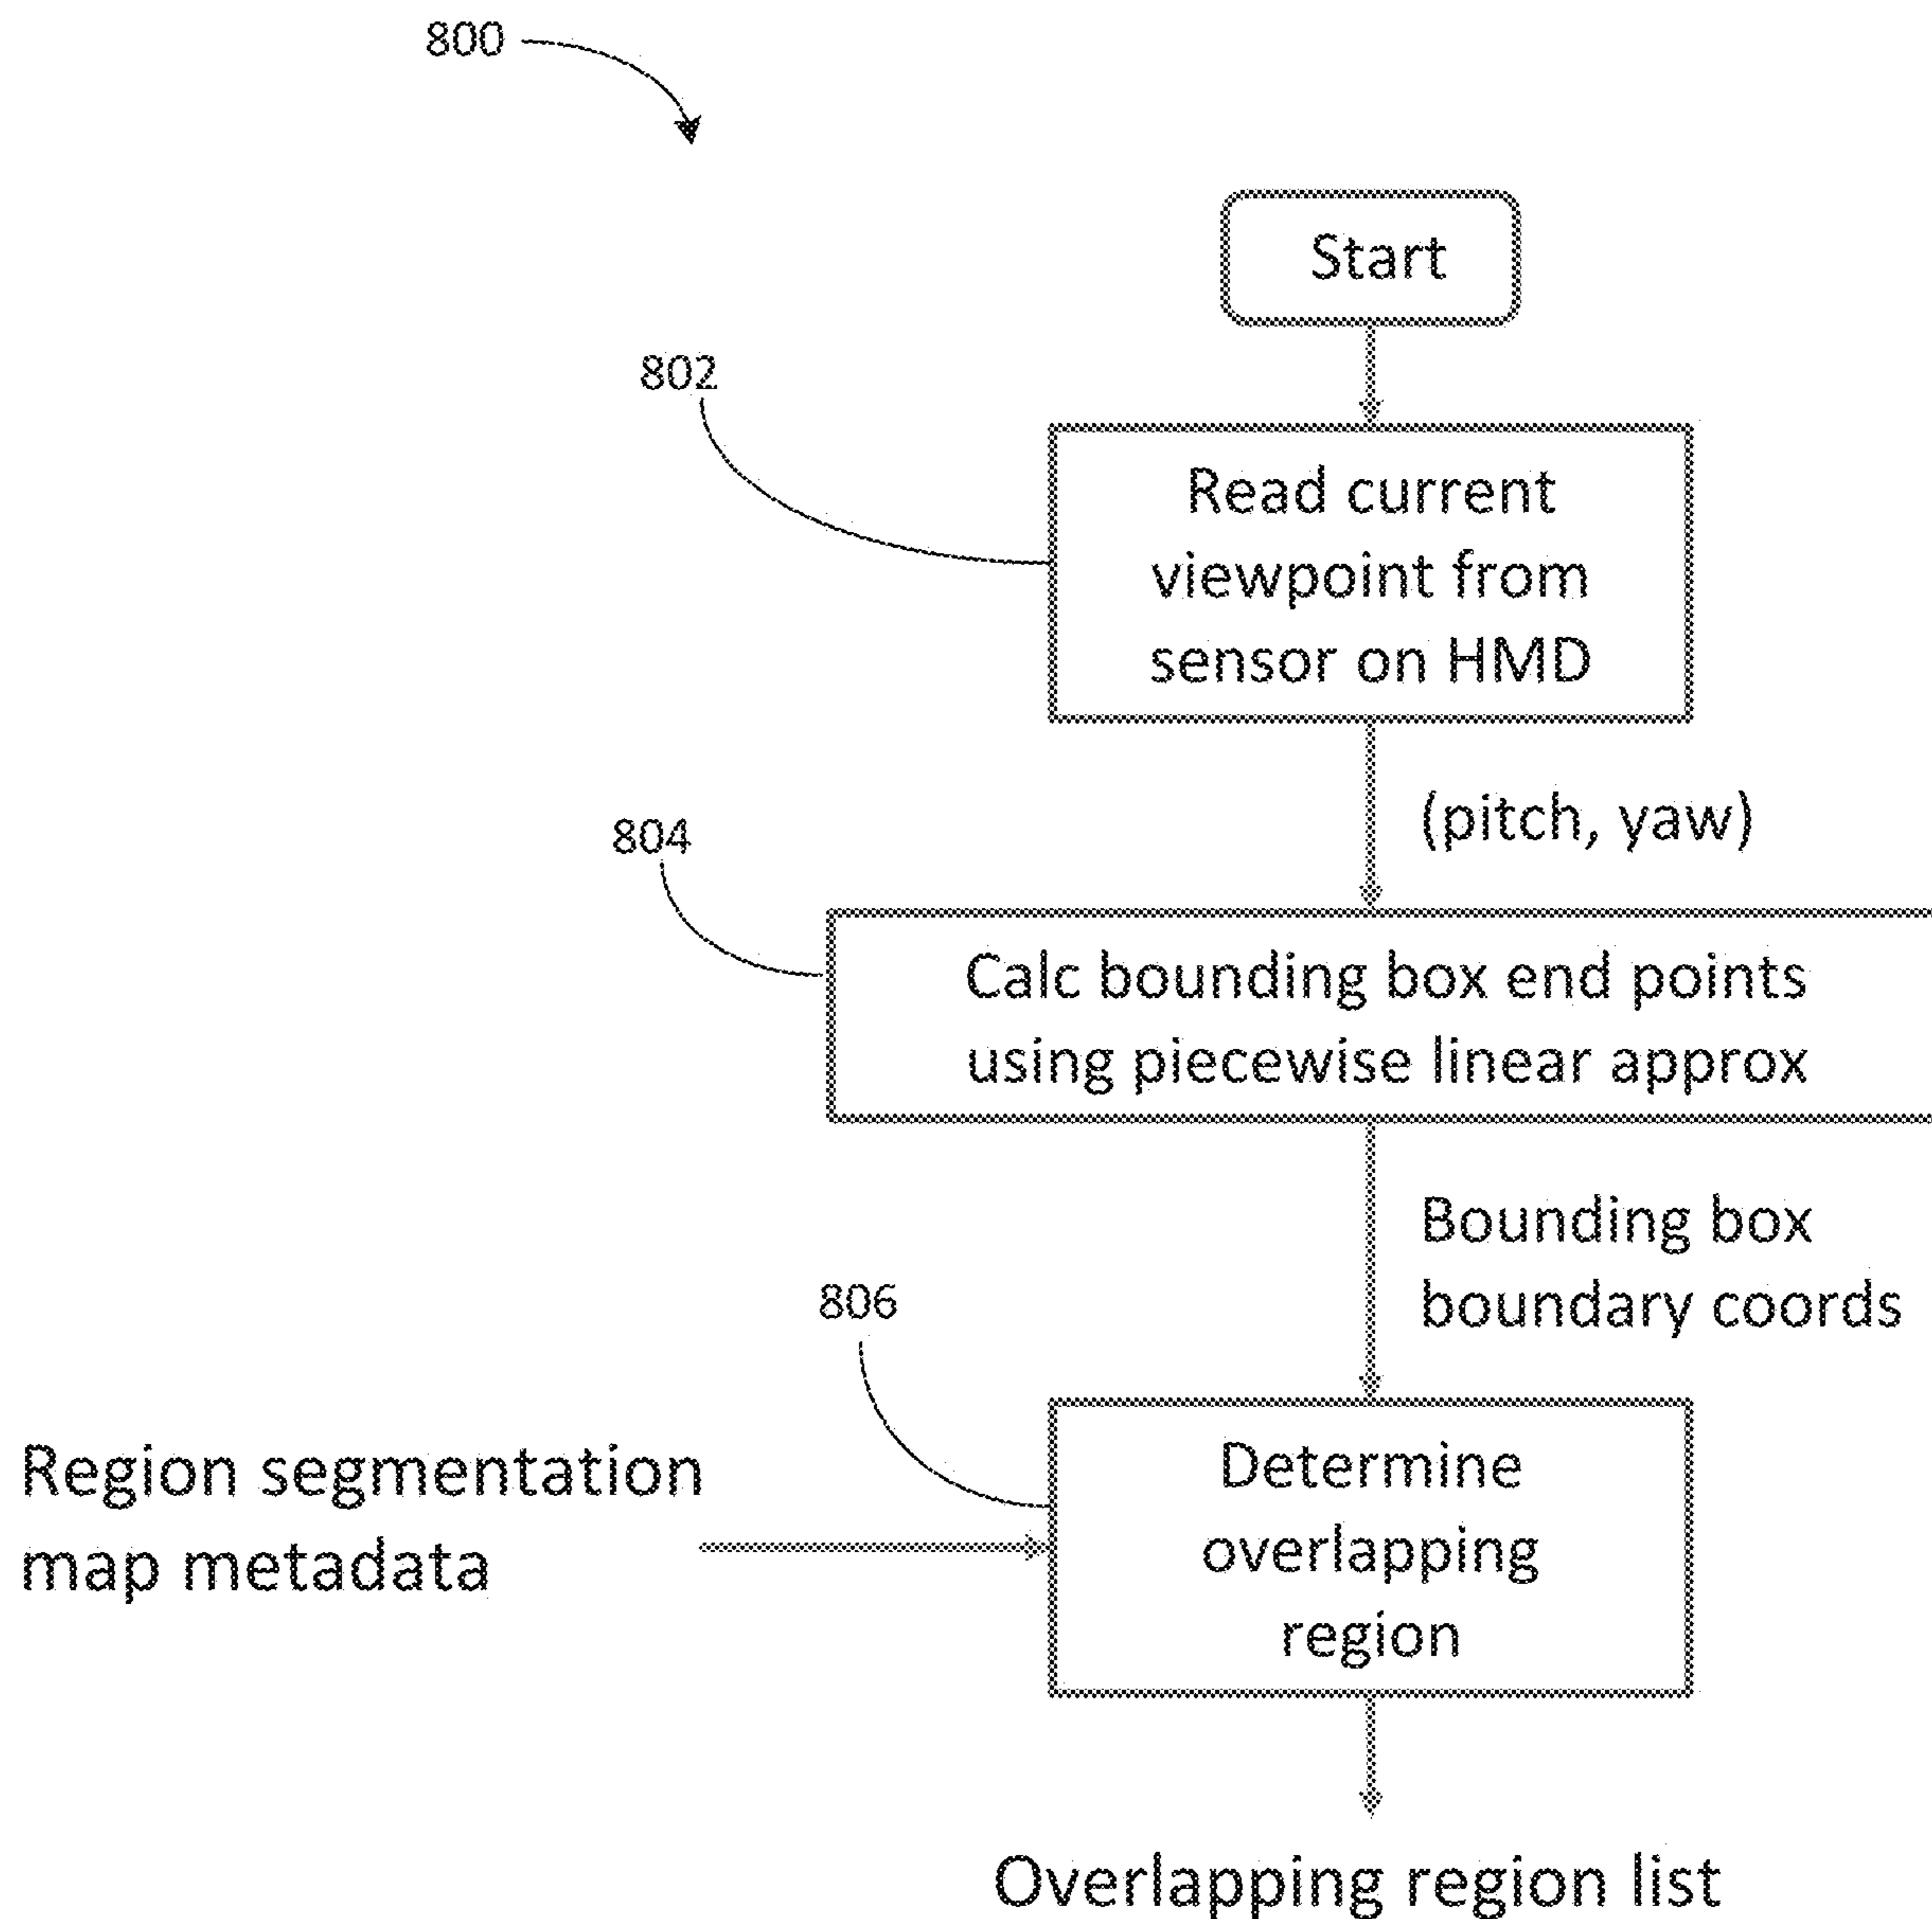 800
Start
802
Read current
viewpoint from
sensor on HMD
(pitch, yaw)
804
Calc bounding box end points
using piecewise linear approx
Bounding box
boundary coords
806
Region segmentation
map metadata
Determine
overlapping
region
Overlapping region list